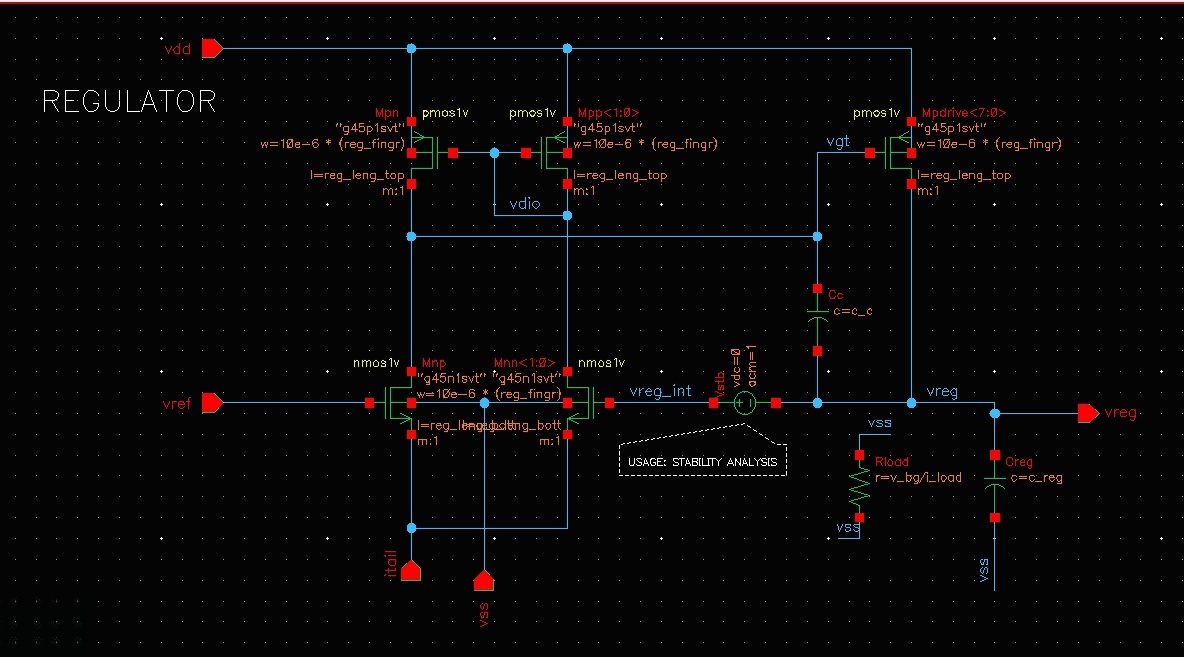 vdd
REGULATOR
Mpn
pmos1v
"g45p1svt"
w=10e-6 * (reg_fingr)
l=reg_leng_top
m:1
pmos1v
Mpp<1:0>
"g45p1svt"
w=10e-6 * (reg_fingr)
l=reg_leng_top
m:1
pmos1v
Mpdrive<7:0>
"g45p1svt"
w=10e-6 * (reg_fingr)
l=reg_leng_top
m:1
vgt
vdio
Cc
c=c_c
nmos1v
Mnp
Mnn<1:0>
nmos1v
"g45n1svt"
"g45n1svt"
w=10e-6 * (reg_fingr)
m:1
m:1
vref
vreg_int
Vstb
vdc=0
acm=1
vreg
vreg
USAGE: STABILITY ANALYSIS
vss
Rload
r=v_bg/i_load
vss
Creg
c=c_reg
vss
itail
vss